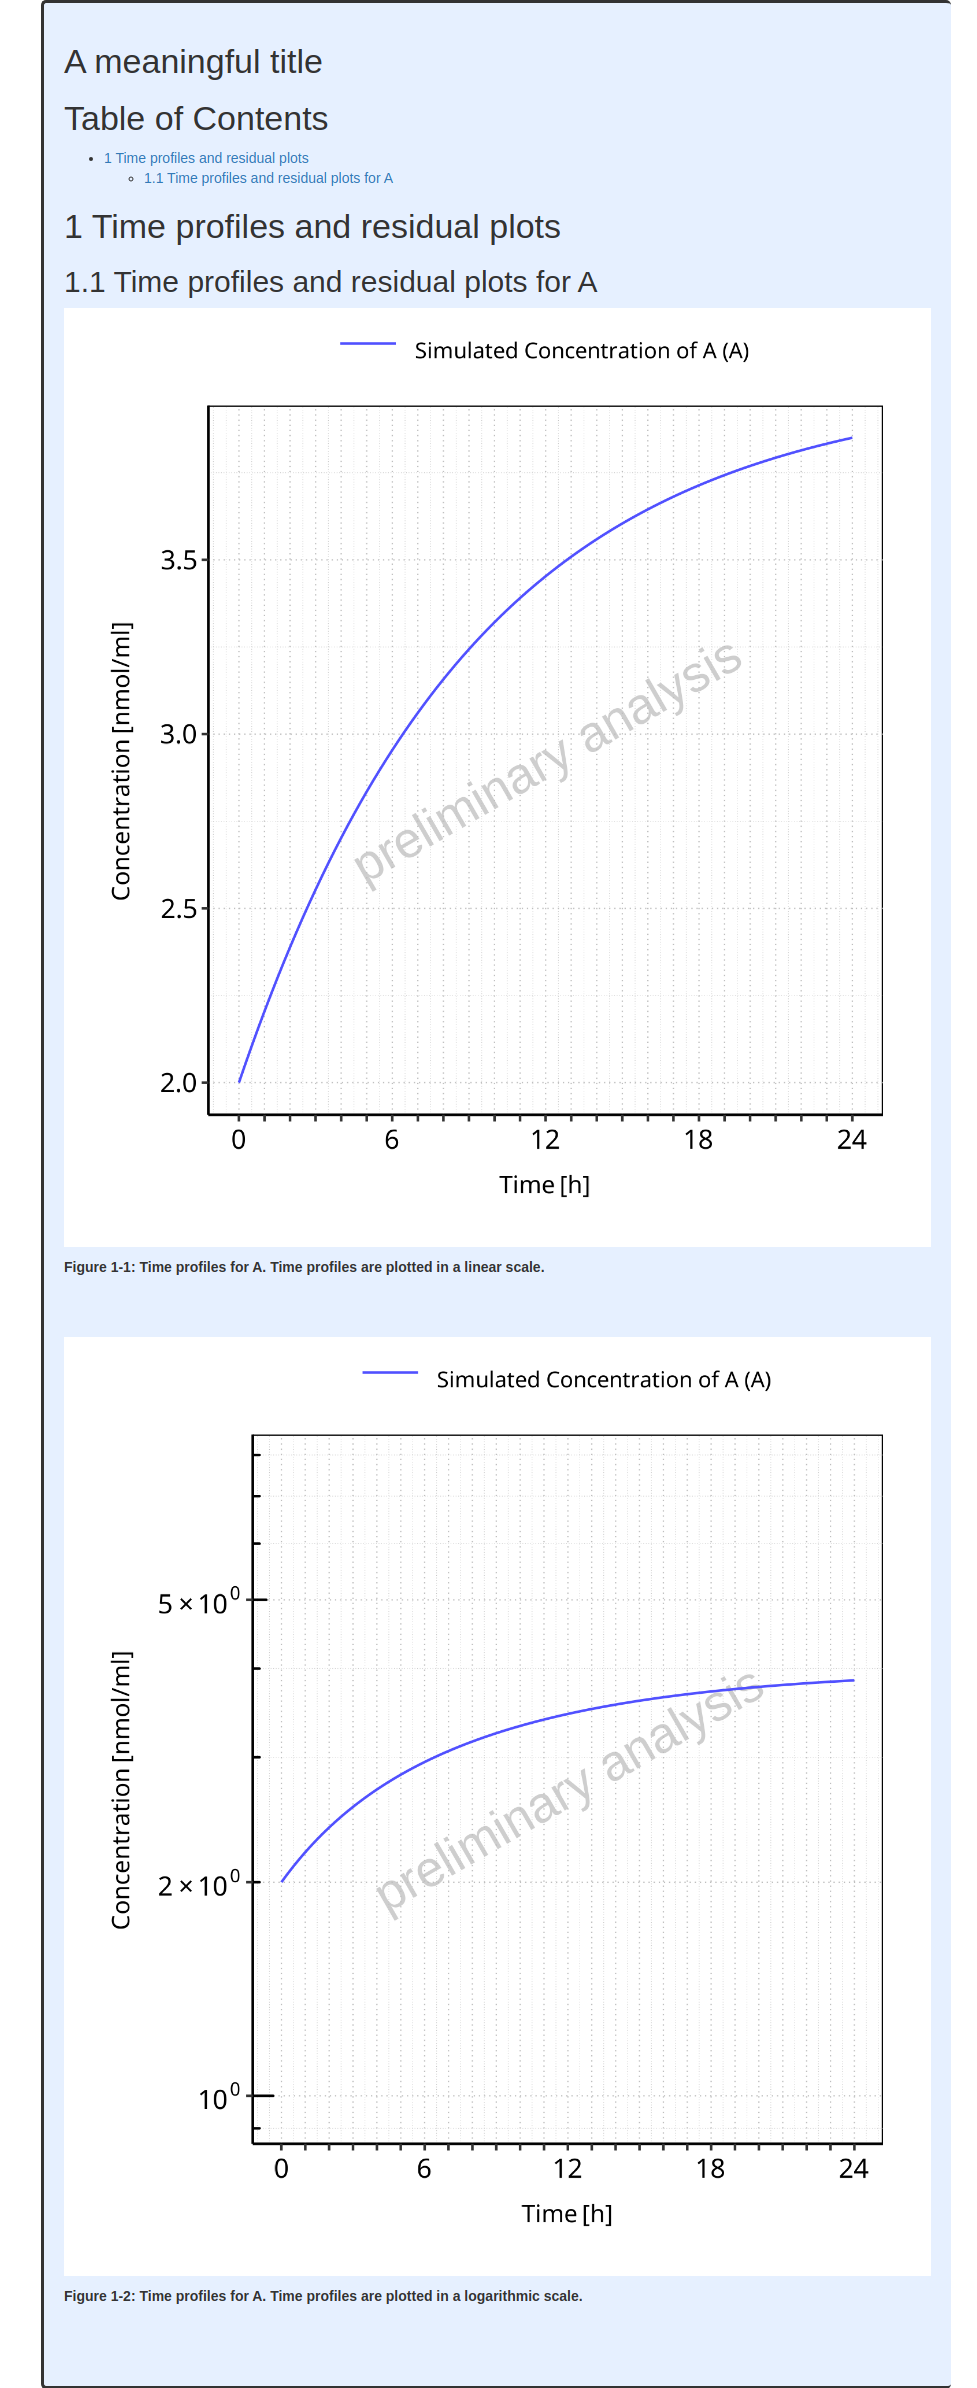 A meaningful title
Table of Contents
1 Time profiles and residual plots
1.1 Time profiles and residual plots for A
1 Time profiles and residual plots
1.1 Time profiles and residual plots for A
Simulated Concentration of A (A)
3.5
3.0
2.5
2.0
Concentration [nmol/ml]
preliminary analysis
0 6 12 18 24
Time [h]
Figure 1-1: Time profiles for A. Time profiles are plotted in a linear scale.
Simulated Concentration of A (A)
5 × 10⁰
2 × 10⁰
10⁰
Concentration [nmol/ml]
preliminary analysis
0 6 12 18 24
Time [h]
Figure 1-2: Time profiles for A. Time profiles are plotted in a logarithmic scale.